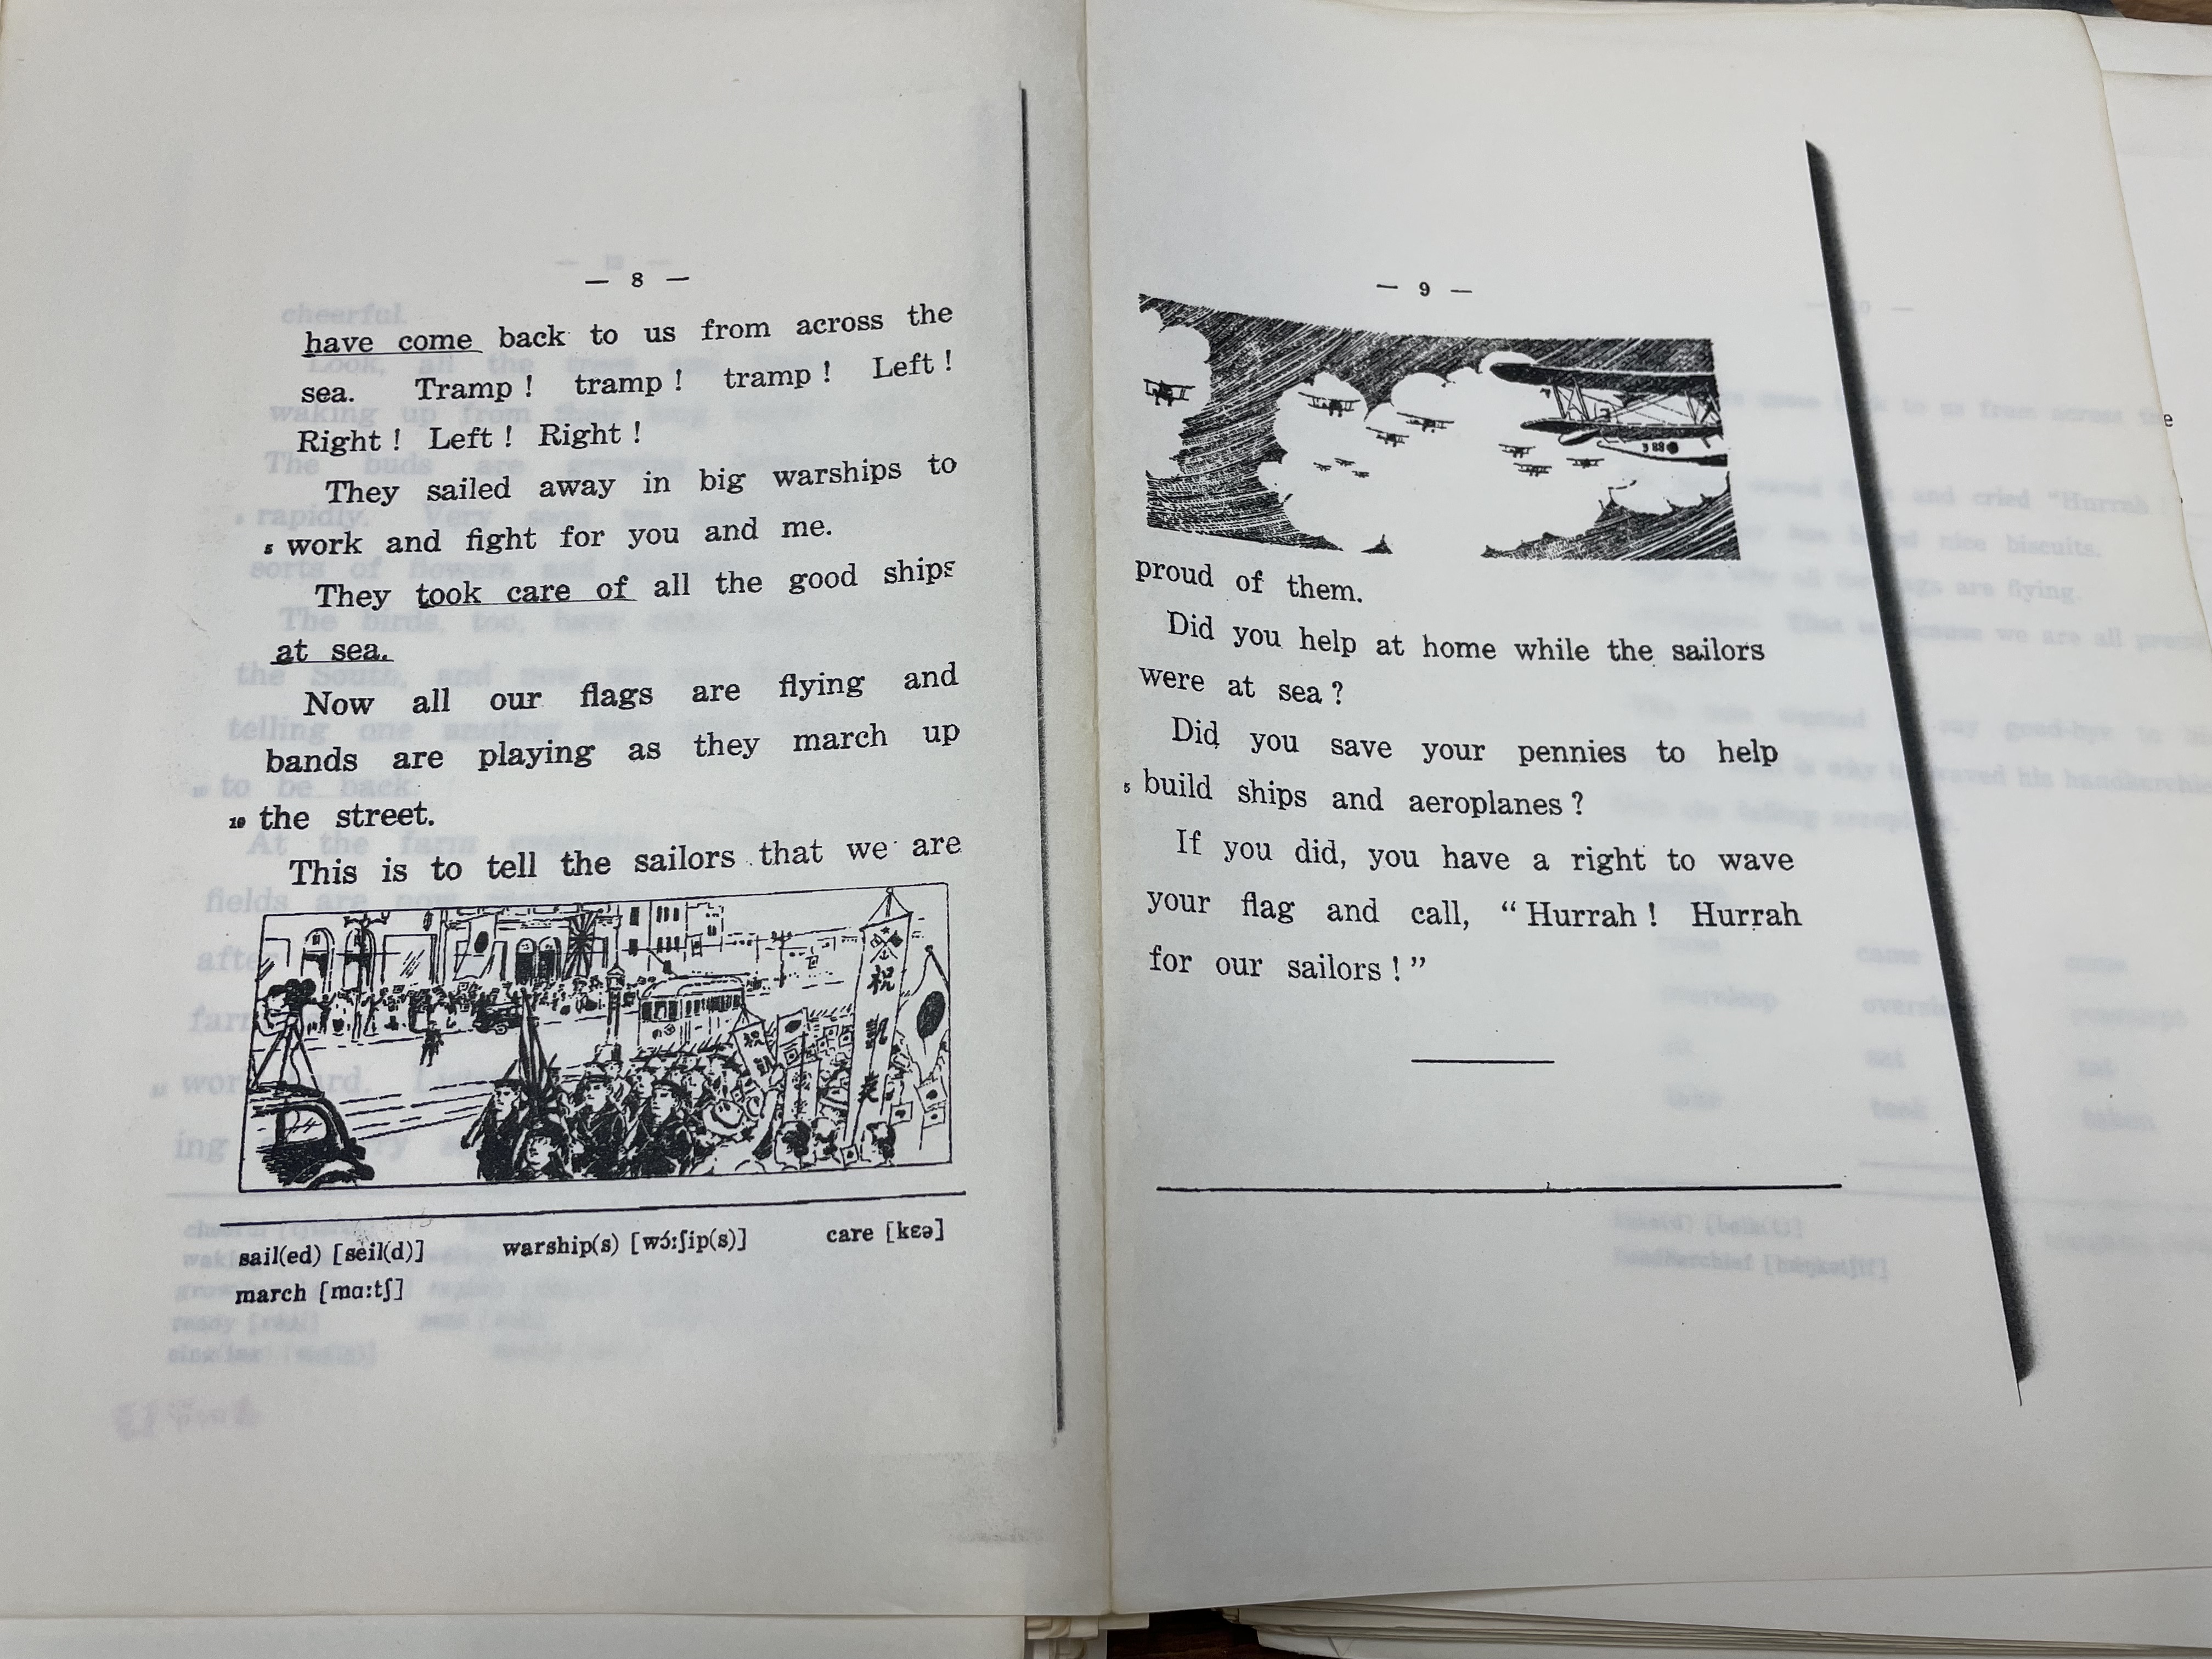 — 8 —
have come back to us from across the
sea. Tramp! tramp! tramp! Left!
Right! Left! Right!
They sailed away in big warships to
5 work and fight for you and me.
They took care of all the good ships
at sea.
Now all our flags are flying and
bands are playing as they march up
10 the street.
This is to tell the sailors that we are
祝凱旋
祝
sail(ed) [seil(d)] warship(s) [wɔ́:ʃip(s)] care [kɛə]
march [mɑ:tʃ]
— 9 —
proud of them.
Did you help at home while the sailors
were at sea?
Did you save your pennies to help
5 build ships and aeroplanes?
If you did, you have a right to wave
your flag and call, “Hurrah! Hurrah
for our sailors!”